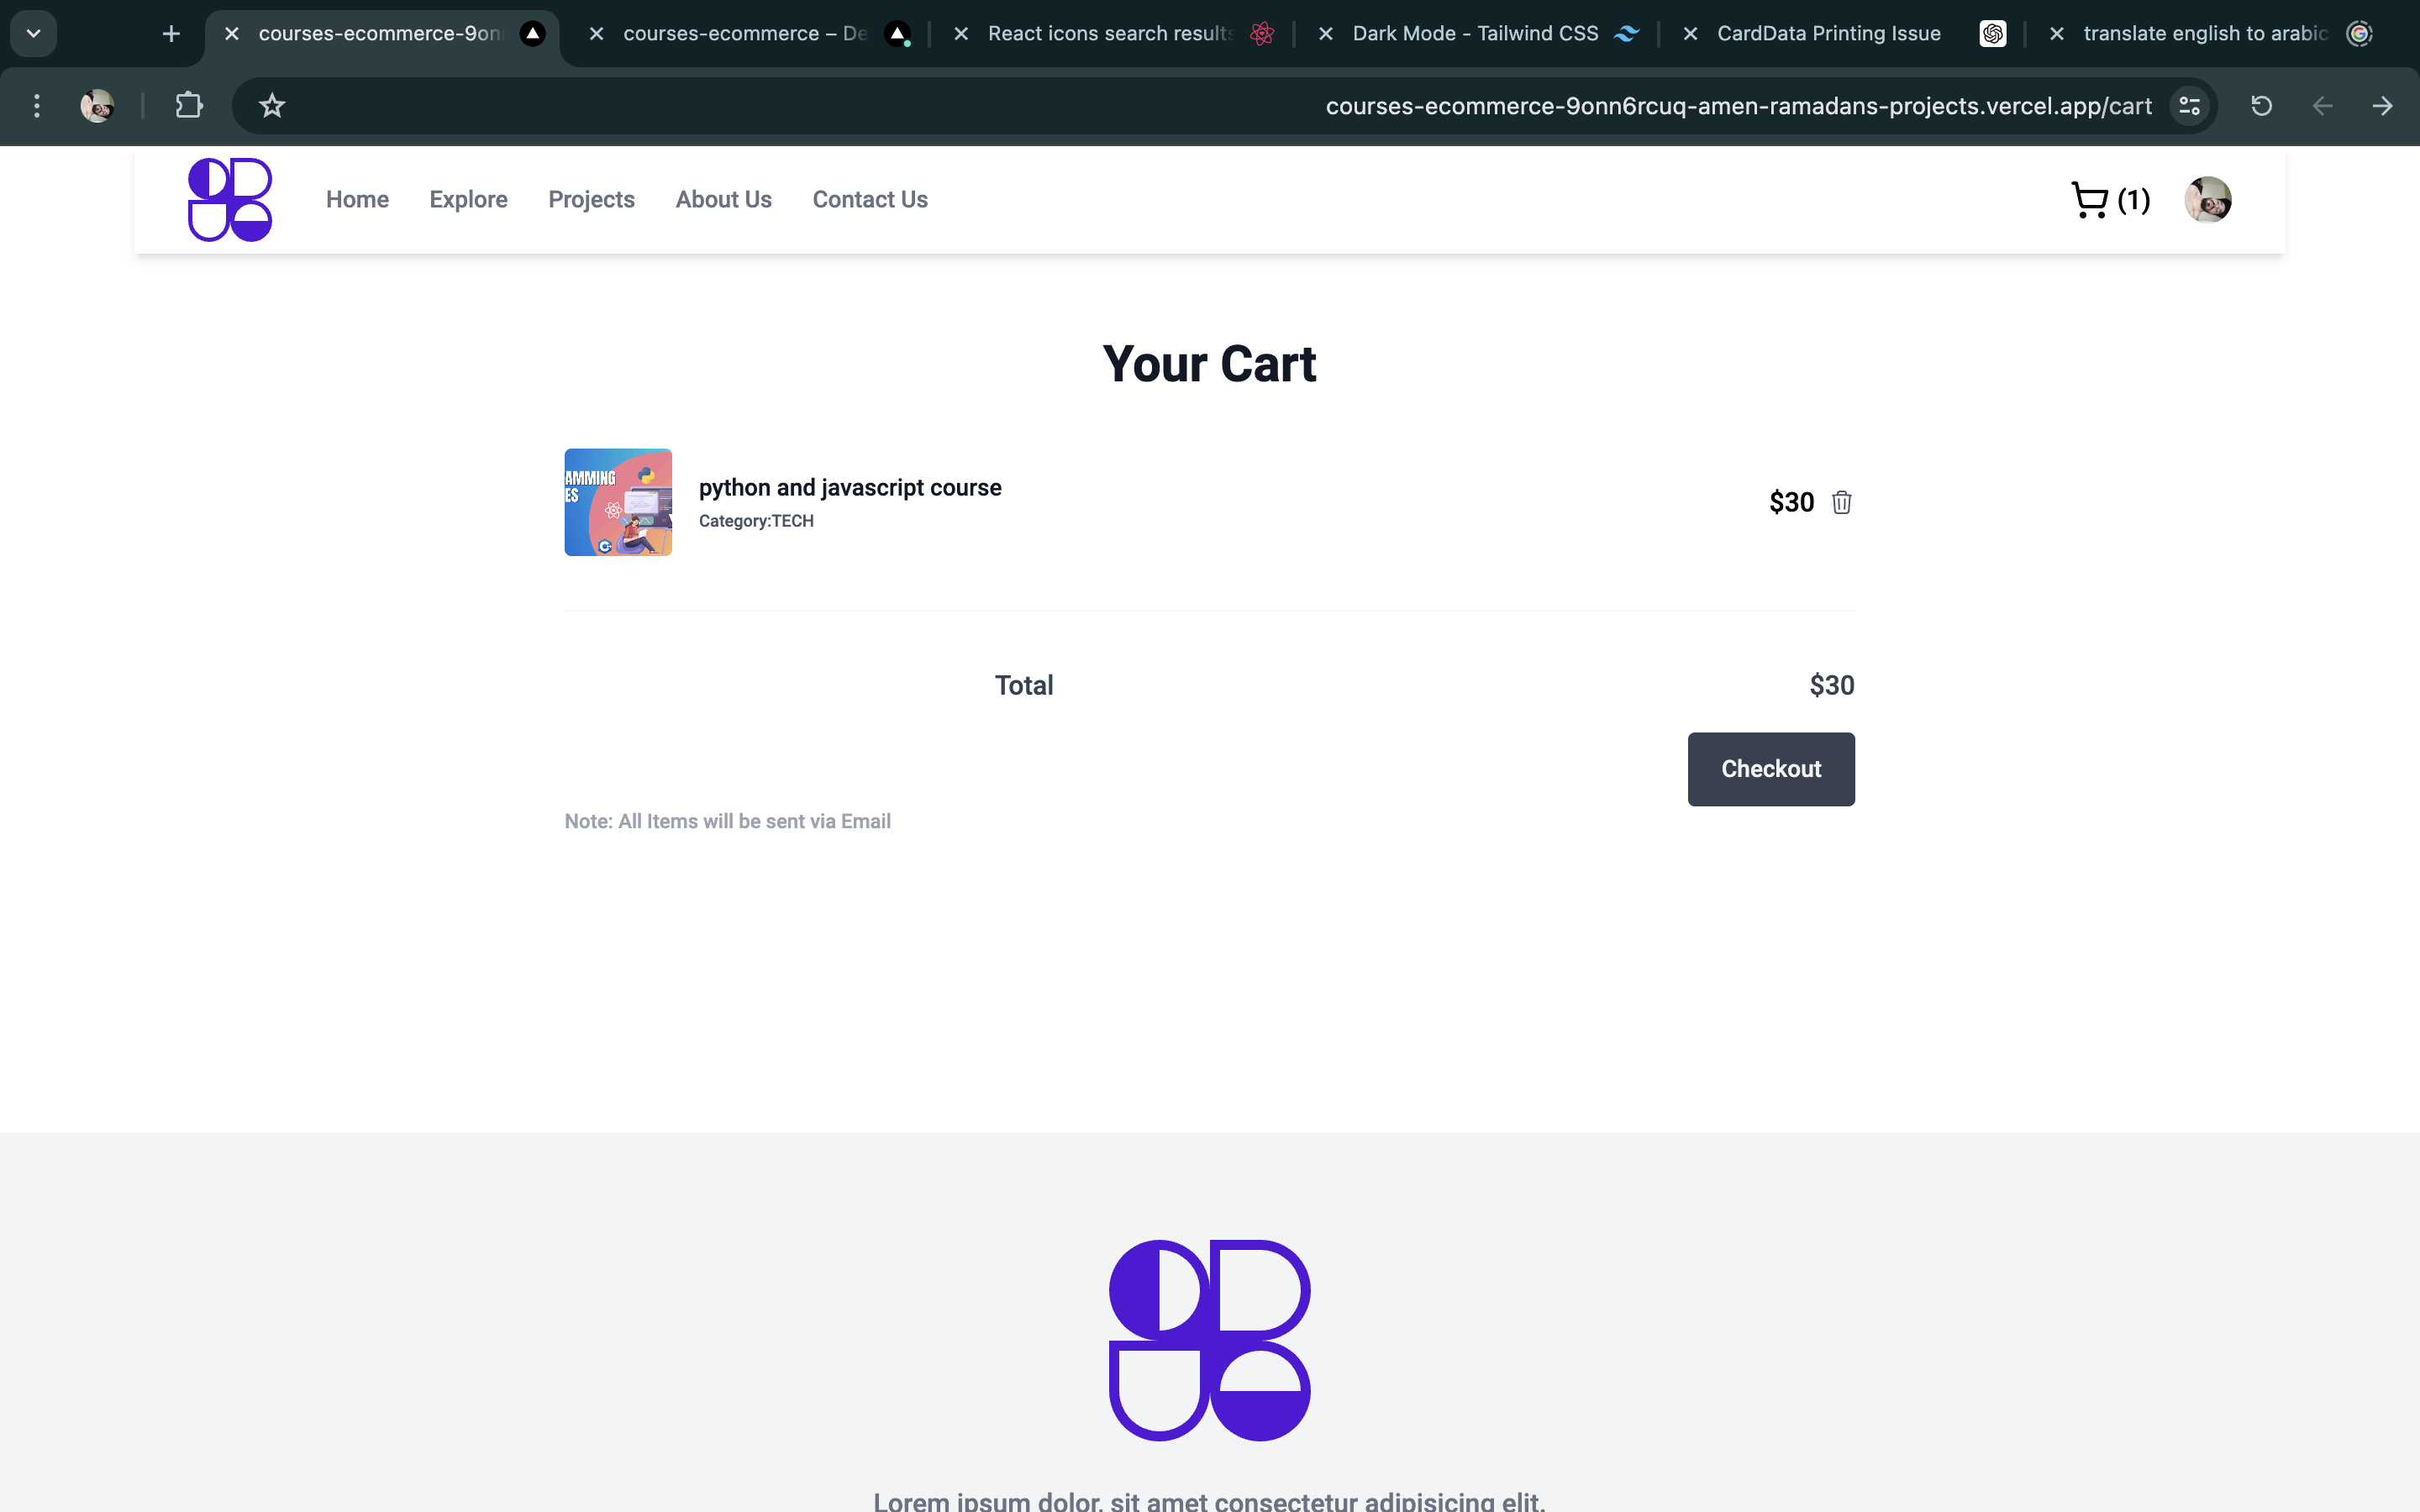 courses-ecommerce-9on
courses-ecommerce – De
React icons search results
Dark Mode - Tailwind CSS
CardData Printing Issue
translate english to arabic
courses-ecommerce-9onn6rcuq-amen-ramadans-projects.vercel.app/cart
Home Explore Projects About Us Contact Us (1)
Your Cart
AMMING
ES
python and javascript course
Category:TECH
$30
Total $30
Checkout
Note: All Items will be sent via Email
Lorem ipsum dolor, sit amet consectetur adipisicing elit.